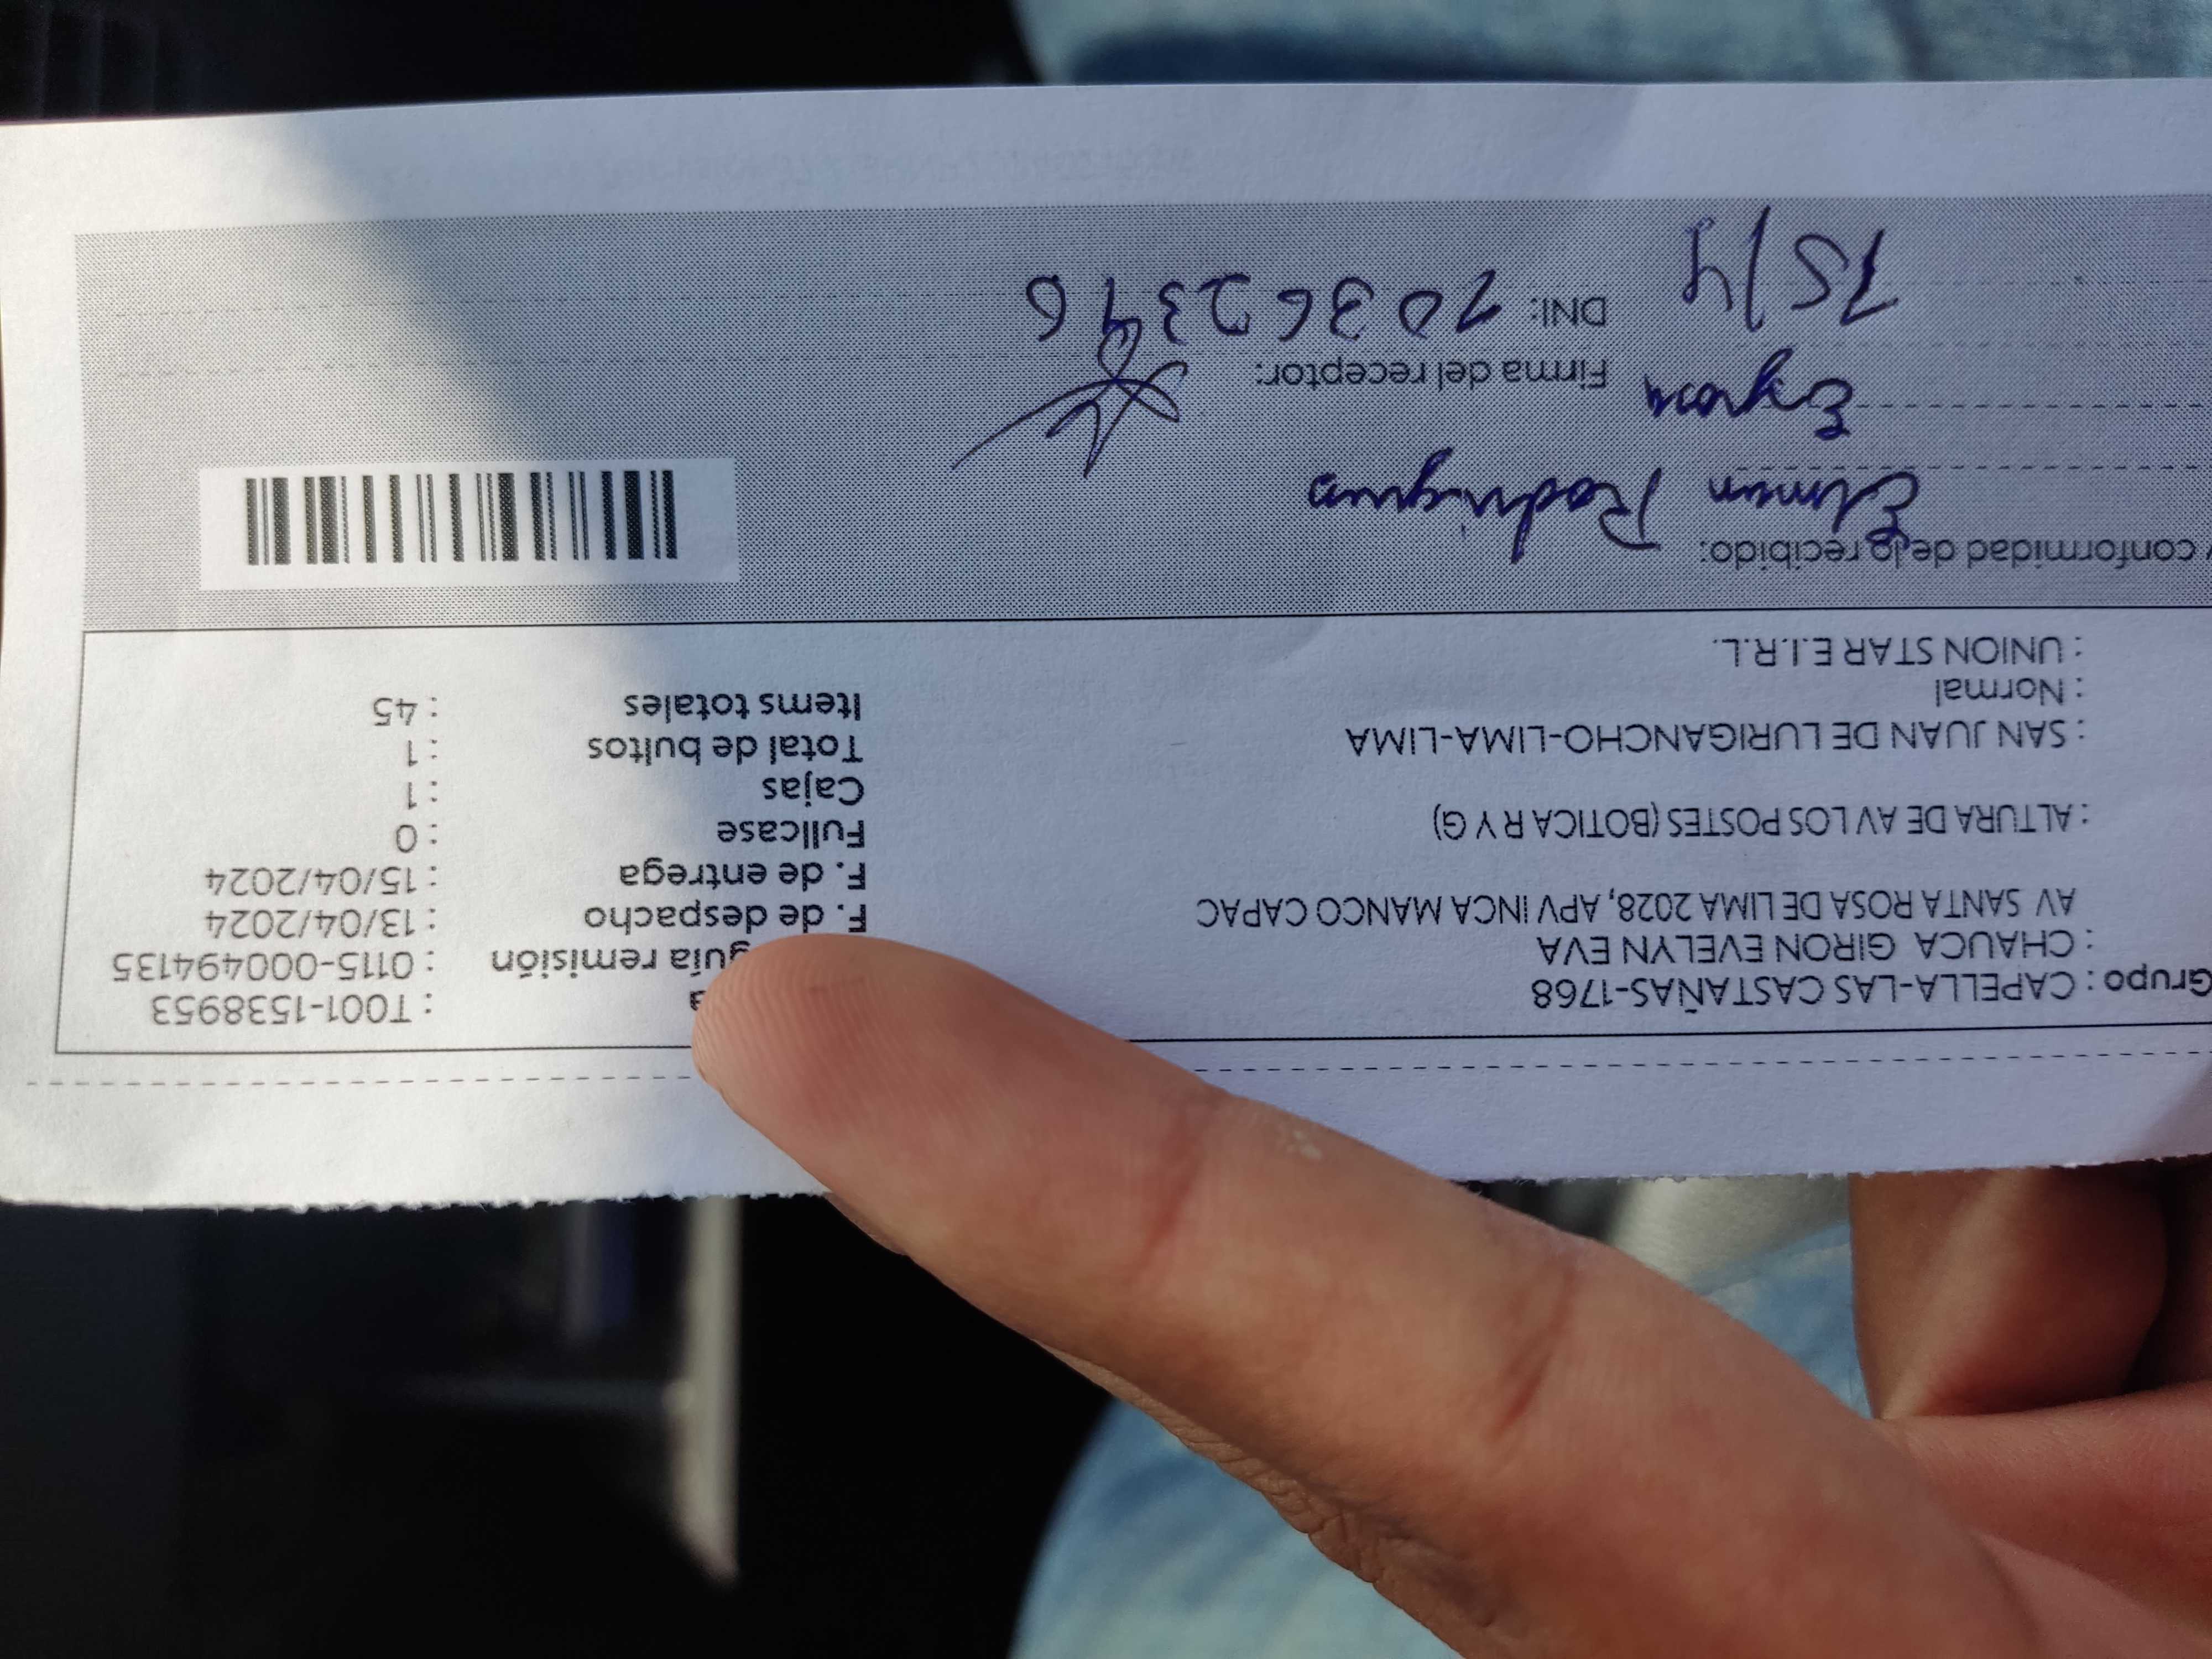 Grupo : CAPELLA-LAS CASTAÑAS-1768
: CHAUCA GIRON EVELYN EVA
AV SANTA ROSA DE LIMA 2028, APV INCA MANCO CAPAC
: ALTURA DE AV LOS POSTES (BOTICA R Y G)
: SAN JUAN DE LURIGANCHO-LIMA-LIMA
: Normal
: UNION STAR E.I.R.L.
a : T001-1538953
guía remisión : 0115-000494135
F. de despacho : 13/04/2024
F. de entrega : 15/04/2024
Fullcase : 0
Cajas : 1
Total de bultos : 1
Items totales : 45
conformidad de lo recibido:
Elman Rodriguez
Firma del receptor:
DNI: 70362396
15/4